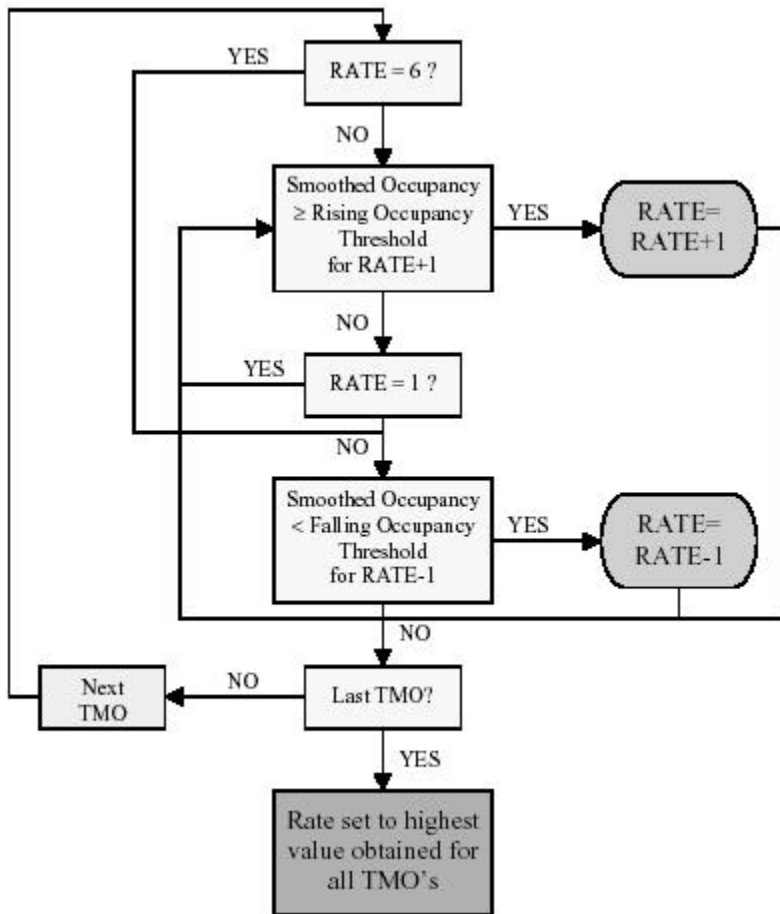 YES
RATE = 6 ?
NO
Smoothed Occupancy
≥ Rising Occupancy
Threshold
for RATE+1
YES
RATE=
RATE+1
NO
YES
RATE = 1 ?
NO
Smoothed Occupancy
< Falling Occupancy
Threshold
for RATE-1
YES
RATE=
RATE-1
NO
Next
TMO
NO
Last TMO?
YES
Rate set to highest
value obtained for
all TMO's